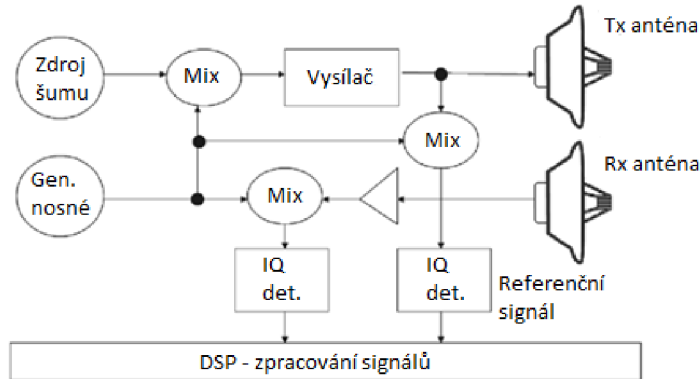 Tx anténa
Zdroj
šumu
Mix
Vysílač
Mix
Rx anténa
Gen.
nosné
Mix
IQ
det.
IQ
det.
Referenční
signál
DSP - zpracování signálů